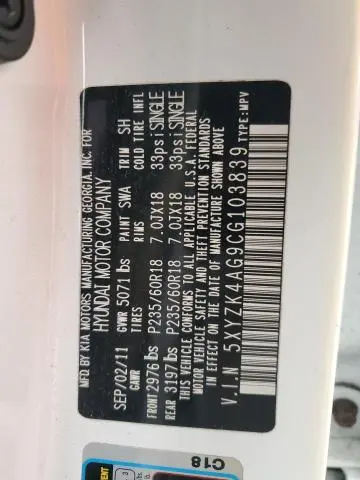 MFD BY KIA MOTORS MANUFACTURING GEORGIA, INC. FOR
HYUNDAI MOTOR COMPANY
SEP/02/11 GVWR 5071lbs PAINT SWA TRIM SH
GAWR TIRES RIMS COLD TIRE INFL
FRONT 2976 lbs P235/60R18 7.0JX18 33psi SINGLE
REAR 3197 lbs P235/60R18 7.0JX18 33psi SINGLE
THIS VEHICLE CONFORMS TO ALL APPLICABLE U.S.A. FEDERAL
MOTOR VEHICLE SAFETY AND THEFT PREVENTION STANDARDS
IN EFFECT ON THE DATE OF MANUFACTURE SHOWN ABOVE.
V.I.N 5XYZK4AG9CG103839 TYPE:MPV
C18